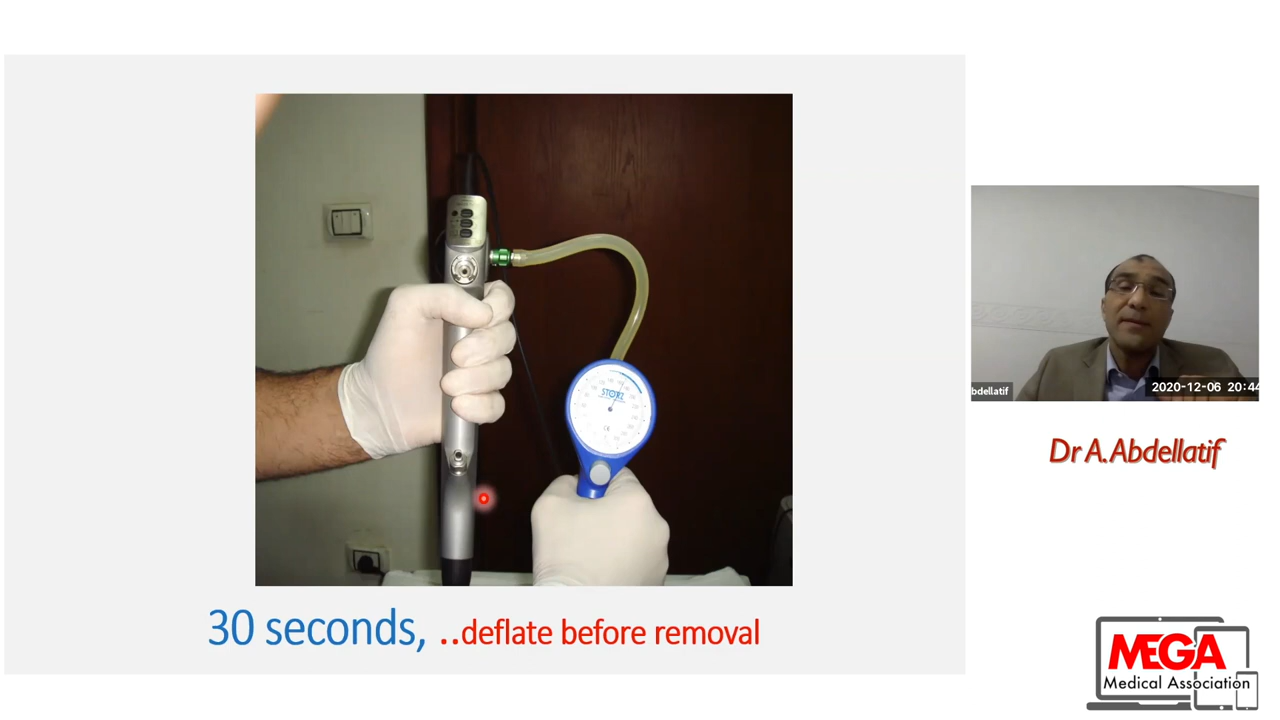 STORZ
30 seconds, ..deflate before removal
bdellatif
2020-12-06 20:44
Dr A.Abdellatif
MEGA
Medical Association